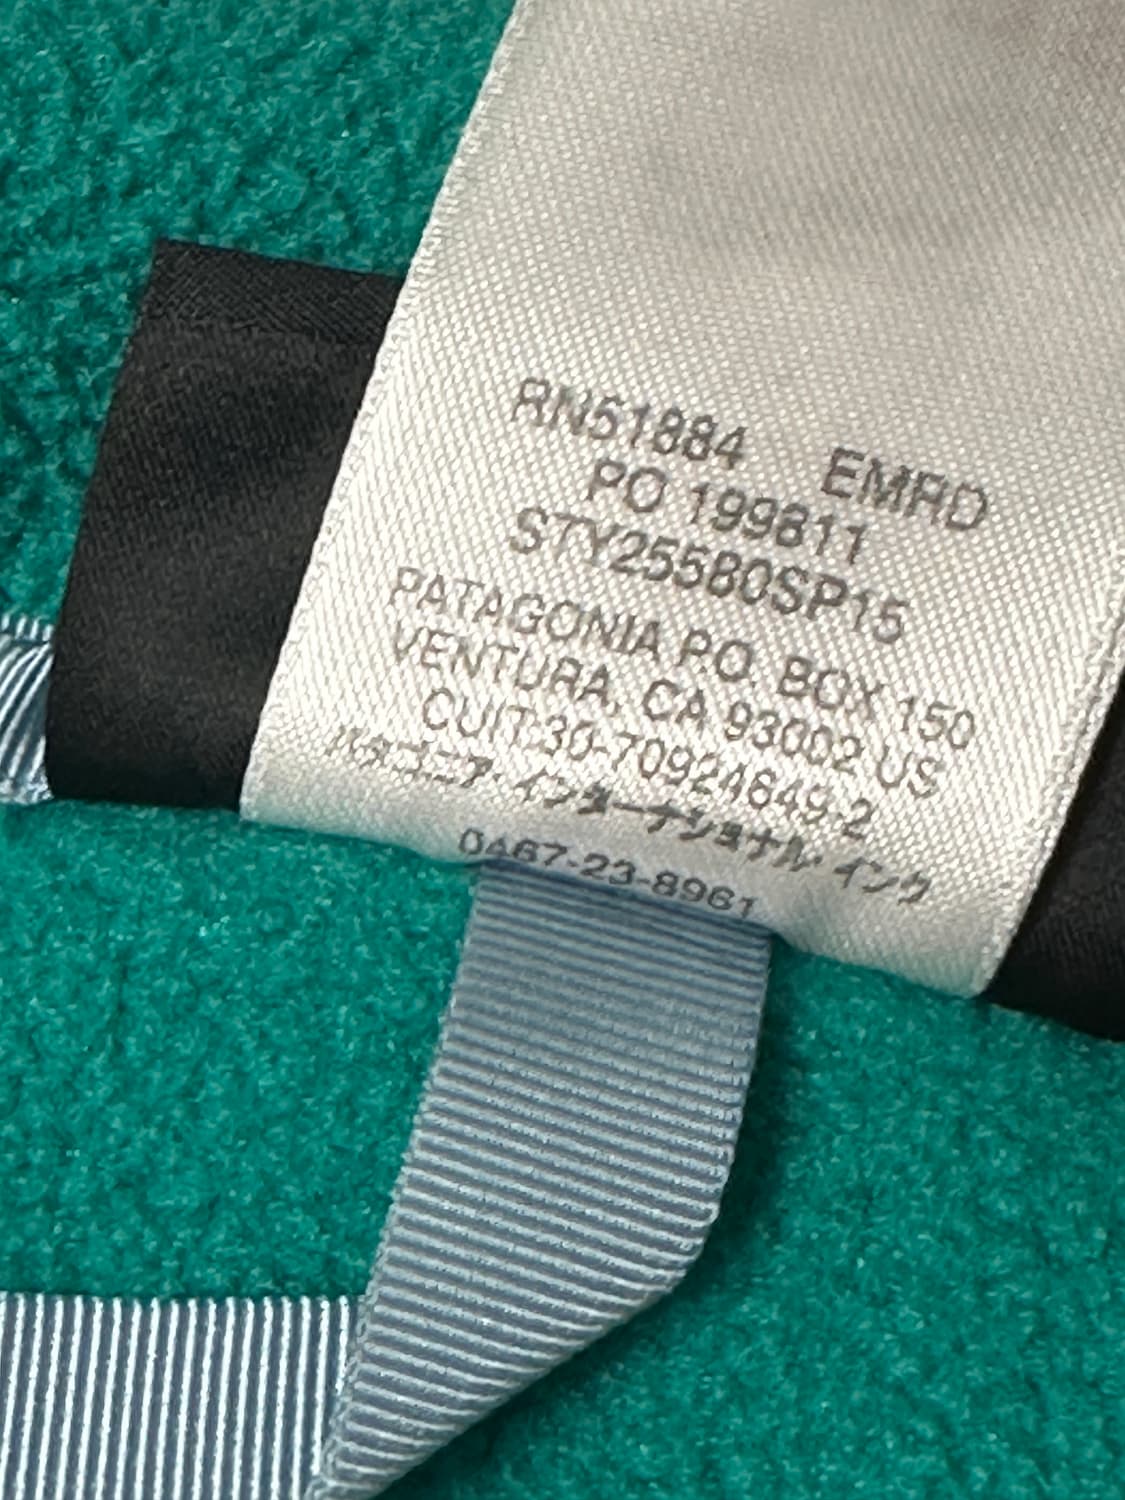 RN51884 EMRD
PO 199811
STY25580SP15
PATAGONIA P.O. BOX 150
VENTURA, CA 93002 US
CUIT:30-70924649-2
パタゴニア・インターナショナル・インク
0467-23-8961